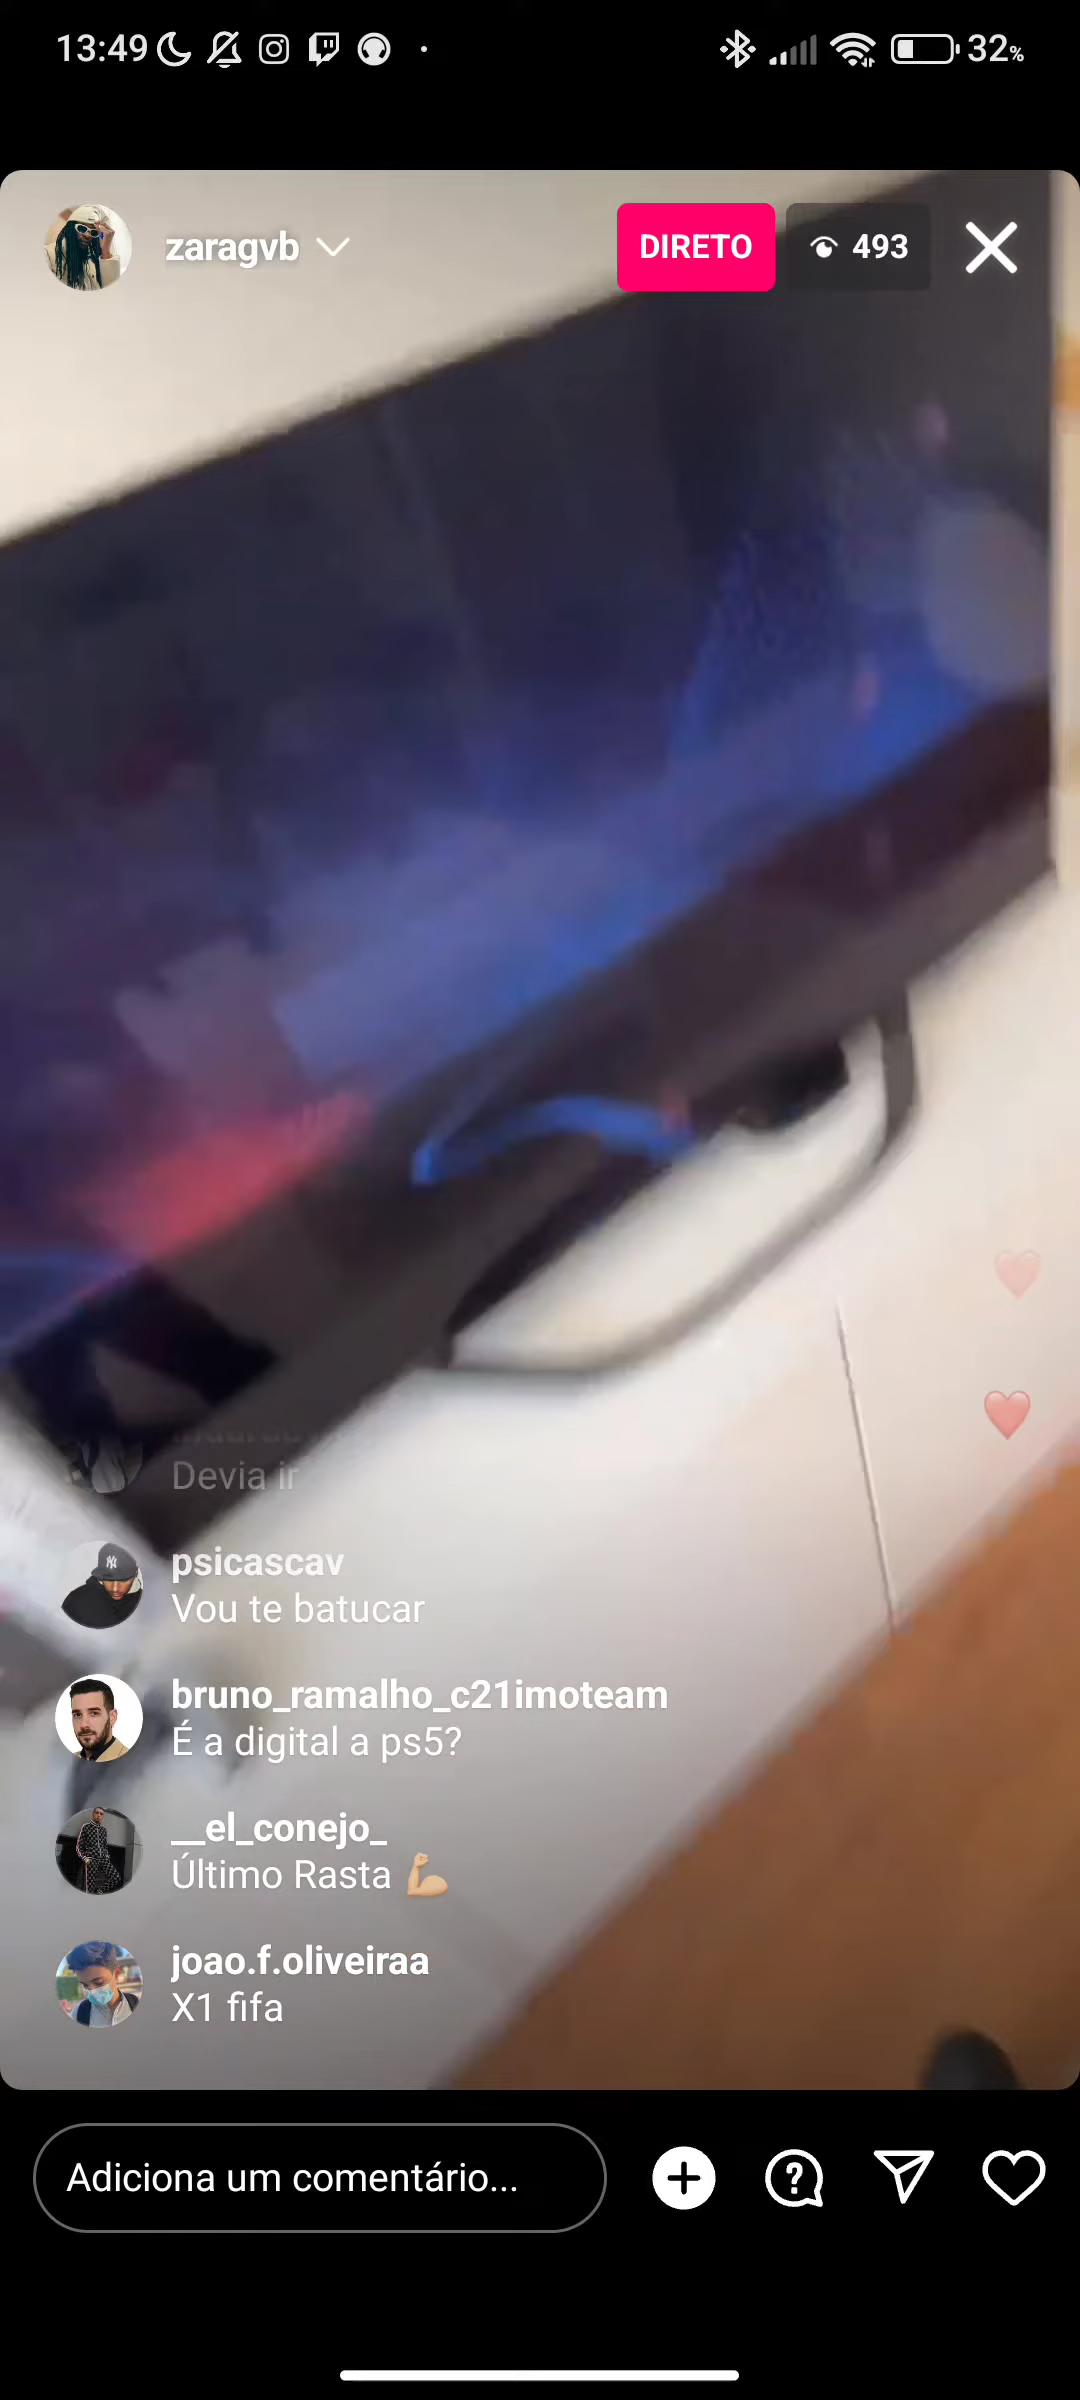 13:49
32%
zaragvb
DIRETO
493
Devia ir
psicascav
Vou te batucar
bruno_ramalho_c21imoteam
É a digital a ps5?
__el_conejo_
Último Rasta 💪🏼
joao.f.oliveiraa
X1 fifa
Adiciona um comentário...